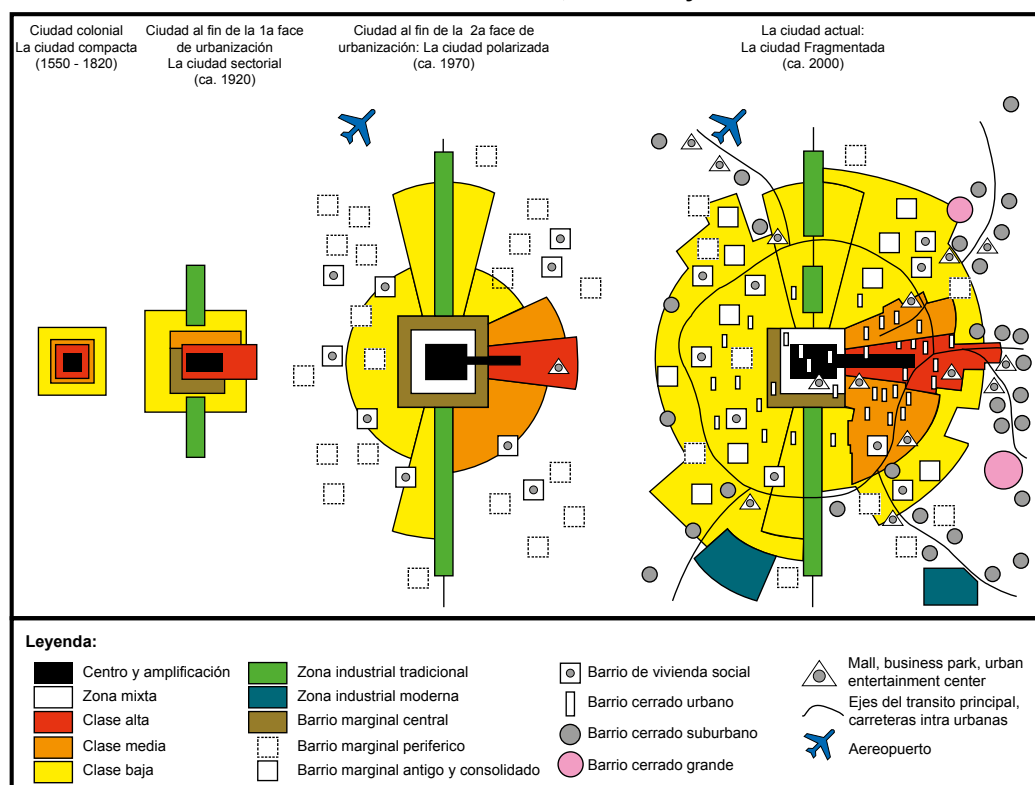 Ciudad colonial
La ciudad compacta
(1550 - 1820)
Ciudad al fin de la 1a face
de urbanización
La ciudad sectorial
(ca. 1920)
Ciudad al fin de la  2a face de
urbanización: La ciudad polarizada
(ca. 1970)
La ciudad actual:
La ciudad Fragmentada
(ca. 2000)
Leyenda:
Centro y amplificación
Zona mixta
Clase alta
Clase media
Clase baja
Zona industrial tradicional
Zona industrial moderna
Barrio marginal central
Barrio marginal periferico
Barrio marginal antigo y consolidado
Barrio de vivienda social
Barrio cerrado urbano
Barrio cerrado suburbano
Barrio cerrado grande
Mall, business park, urban
entertainment center
Ejes del transito principal,
carreteras intra urbanas
Aereopuerto